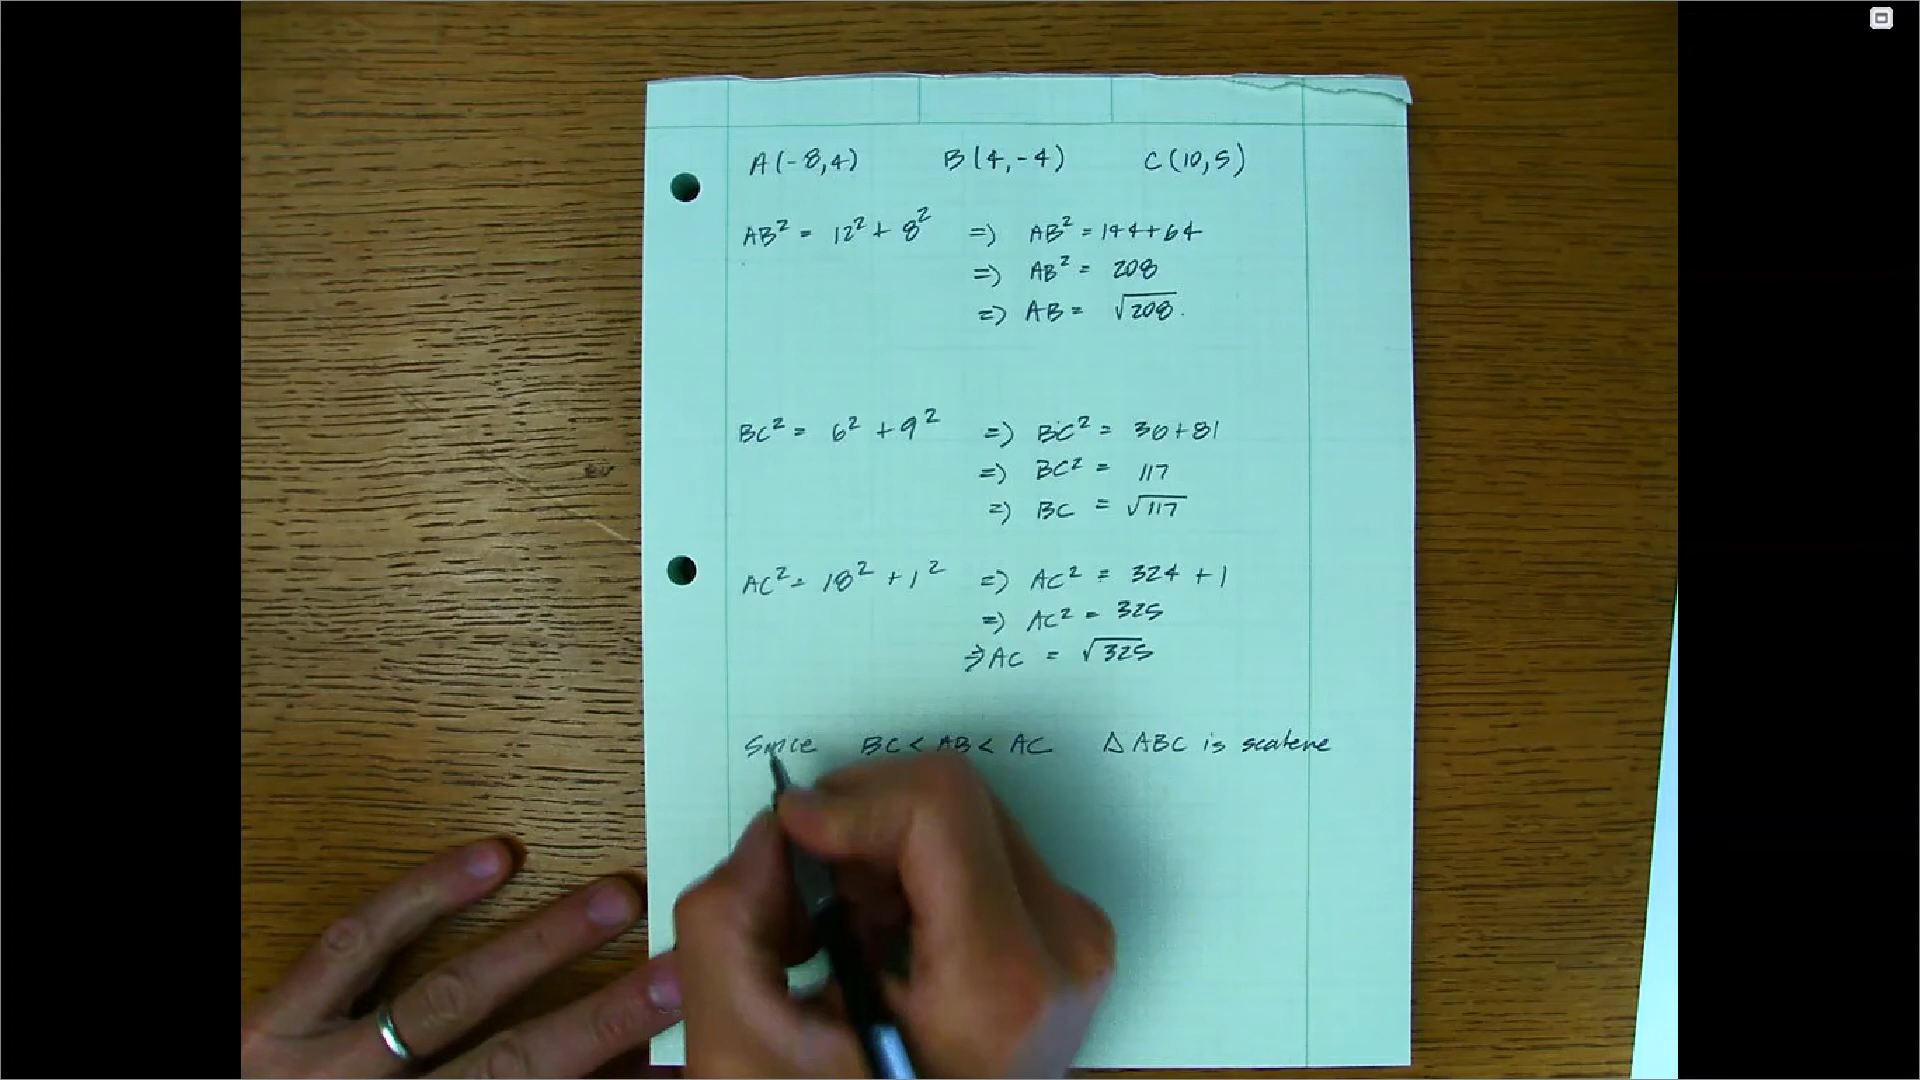 A(-8,4) B(4,-4) C(10,5)
AB² = 12² + 8² => AB² = 144+64
=> AB² = 208
=> AB = √208.
BC² = 6² + 9² => BC² = 36+81
=> BC² = 117
=> BC = √117
AC² = 18² + 1² => AC² = 324 + 1
=> AC² = 325
=> AC = √325
Since BC < AB < AC △ ABC is scalene